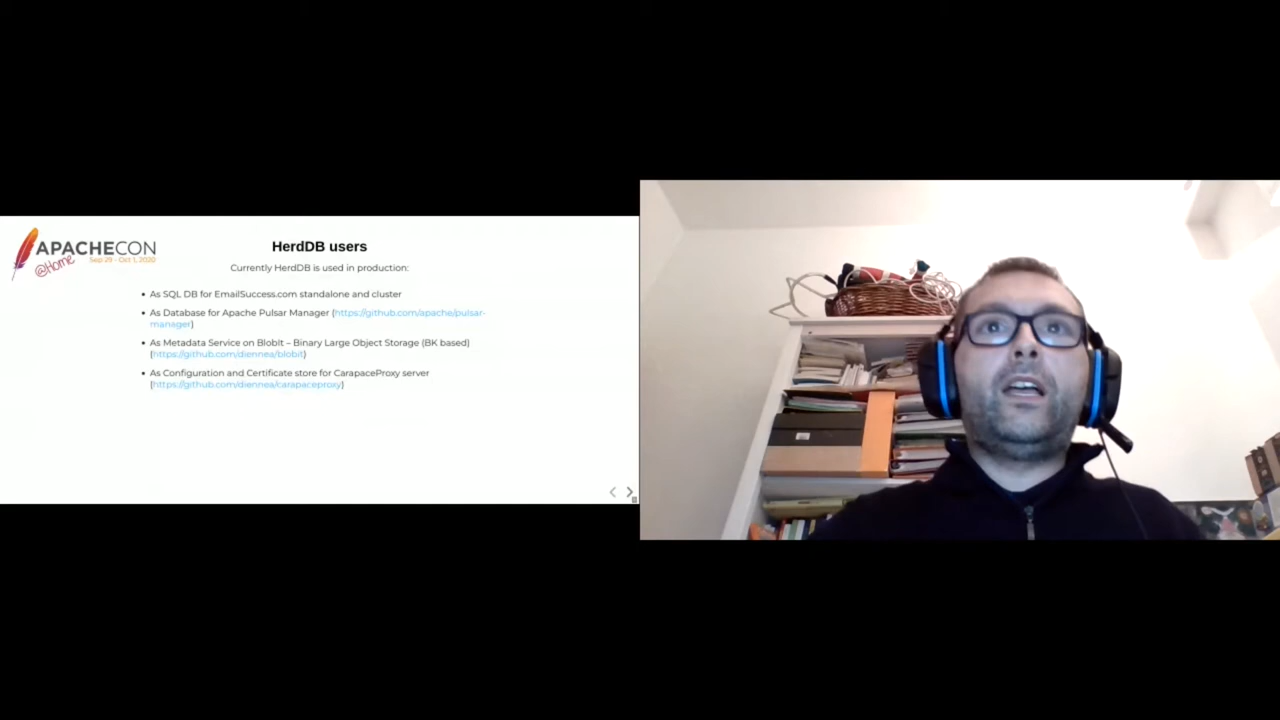 APACHECON
@Home
Sep 29 - Oct 1, 2020
HerdDB users
Currently HerdDB is used in production:
• As SQL DB for EmailSuccess.com standalone and cluster
• As Database for Apache Pulsar Manager (https://github.com/apache/pulsar-
manager)
• As Metadata Service on Blobit – Binary Large Object Storage (BK based)
(https://github.com/diennea/blobit)
• As Configuration and Certificate store for CarapaceProxy server
(https://github.com/diennea/carapaceproxy)